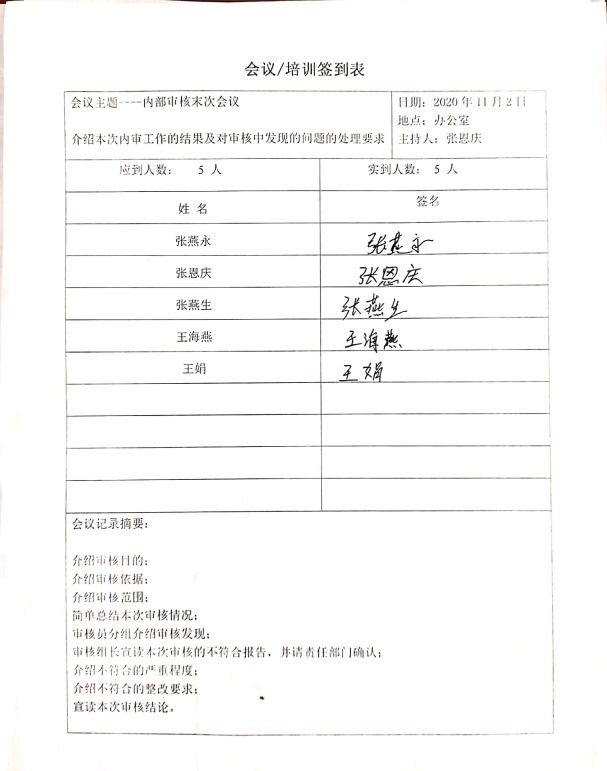 会议/培训签到表
会议主题----内部审核末次会议
日期：2020 年 11 月 2 日
地点：办公室
介绍本次内审工作的结果及对审核中发现的问题的处理要求
主持人：张恩庆
应到人数： 5 人
实到人数： 5 人
姓 名
签名
张燕永
张燕永
张恩庆
张恩庆
张燕生
张燕生
王海燕
王海燕
王娟
王娟
会议记录摘要：
介绍审核目的；
介绍审核依据；
介绍审核范围；
简单总结本次审核情况；
审核员分组介绍审核发现；
审核组长宣读本次审核的不符合报告，并请责任部门确认；
介绍不符合的严重程度；
介绍不符合的整改要求；
宣读本次审核结论。